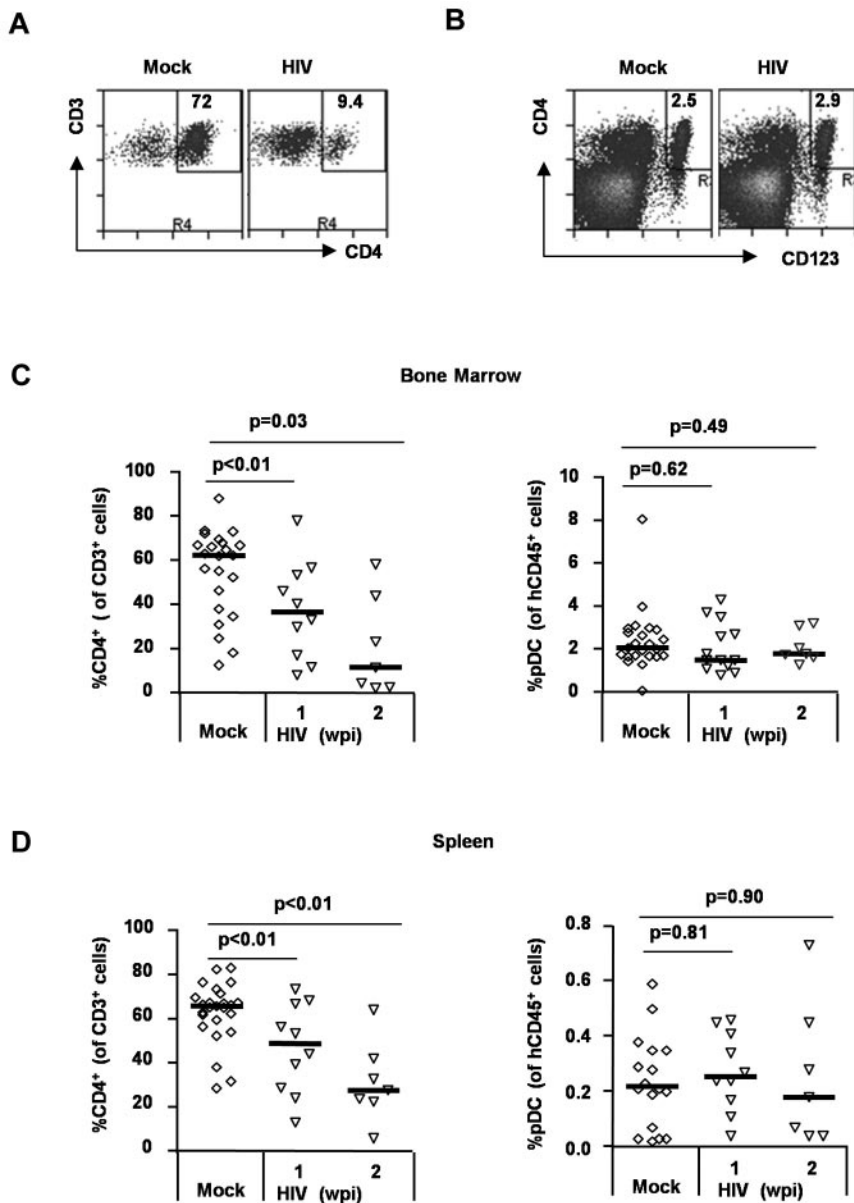 A
Mock HIV
CD3
72
9.4
R4
R4
CD4
B
Mock HIV
CD4
2.5
2.9
CD123
C
Bone Marrow
p=0.03
p<0.01
%CD4⁺ ( of CD3⁺ cells)
100
80
60
40
20
0
1 2
Mock HIV (wpi)
p=0.49
p=0.62
%pDC (of hCD45⁺ cells)
10
8
6
4
2
0
1 2
Mock HIV (wpi)
D
Spleen
p<0.01
p<0.01
%CD4⁺ (of CD3⁺ cells)
100
80
60
40
20
0
1 2
Mock HIV (wpi)
p=0.90
p=0.81
%pDC (of hCD45⁺ cells)
0.8
0.6
0.4
0.2
0.0
1 2
Mock HIV (wpi)